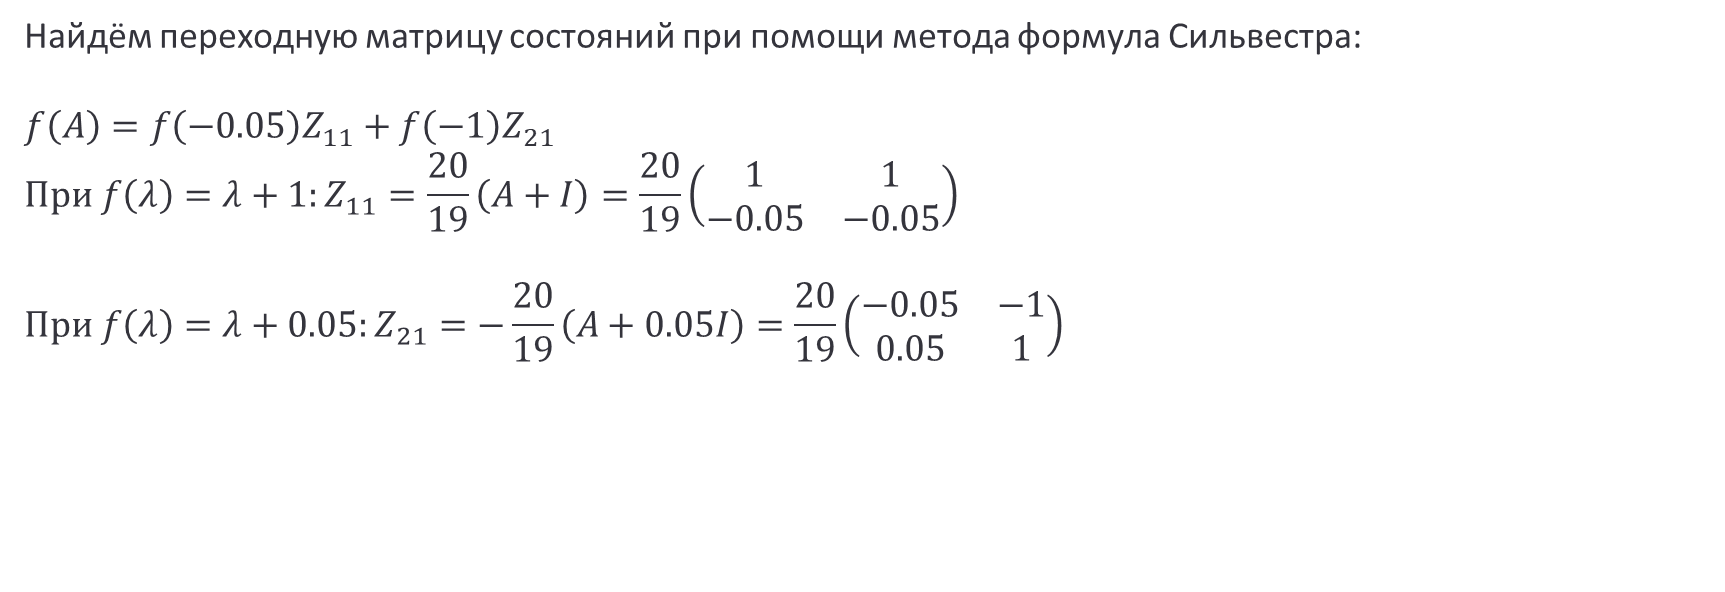 Найдём переходную матрицу состояний при помощи метода формула Сильвестра:
f(A) = f(−0.05)Z₁₁ + f(−1)Z₂₁
При f(λ) = λ + 1: Z₁₁ = 20/19 (A + I) = 20/19 (1 1; −0.05 −0.05)
При f(λ) = λ + 0.05: Z₂₁ = − 20/19 (A + 0.05I) = 20/19 (−0.05 −1; 0.05 1)